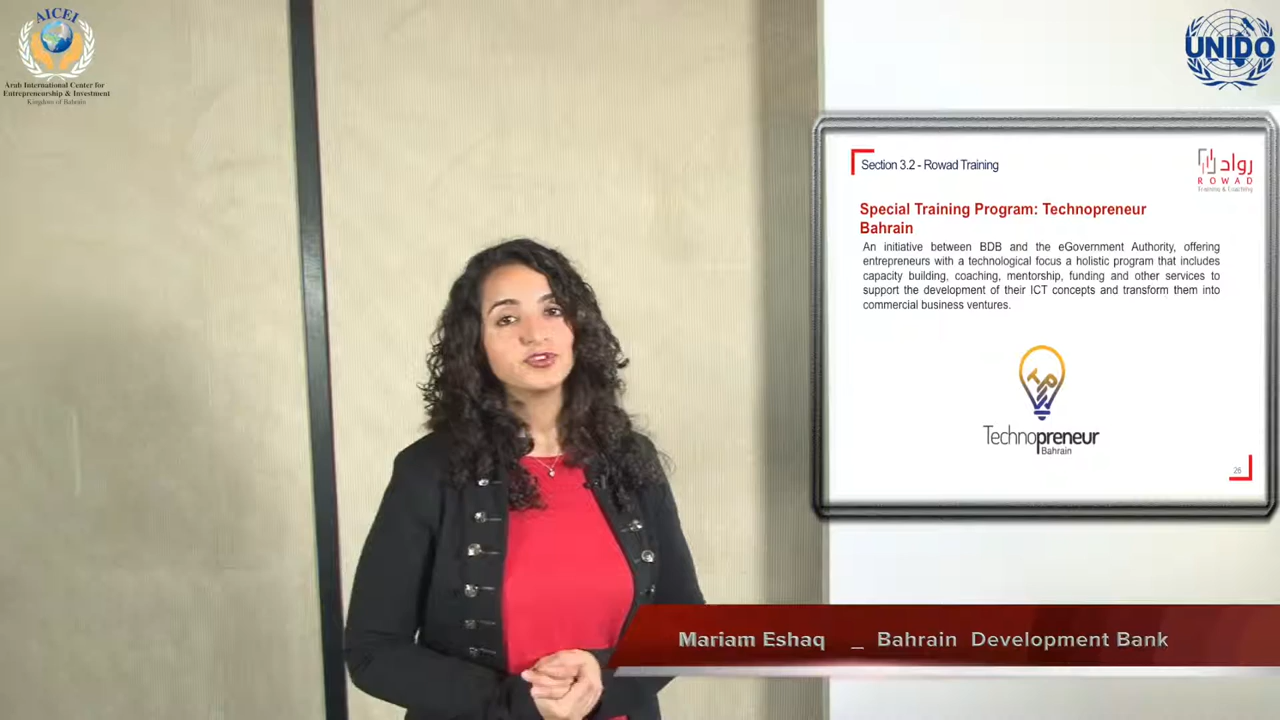 AICEI
Arab International Center for
Entrepreneurship & Investment
Kingdom of Bahrain
UNIDO
Section 3.2 - Rowad Training
رواد
ROWAD
Training & Coaching
Special Training Program: Technopreneur
Bahrain
An initiative between BDB and the eGovernment Authority, offering
entrepreneurs with a technological focus a holistic program that includes
capacity building, coaching, mentorship, funding and other services to
support the development of their ICT concepts and transform them into
commercial business ventures.
Technopreneur
Bahrain
26
Mariam Eshaq _ Bahrain Development Bank